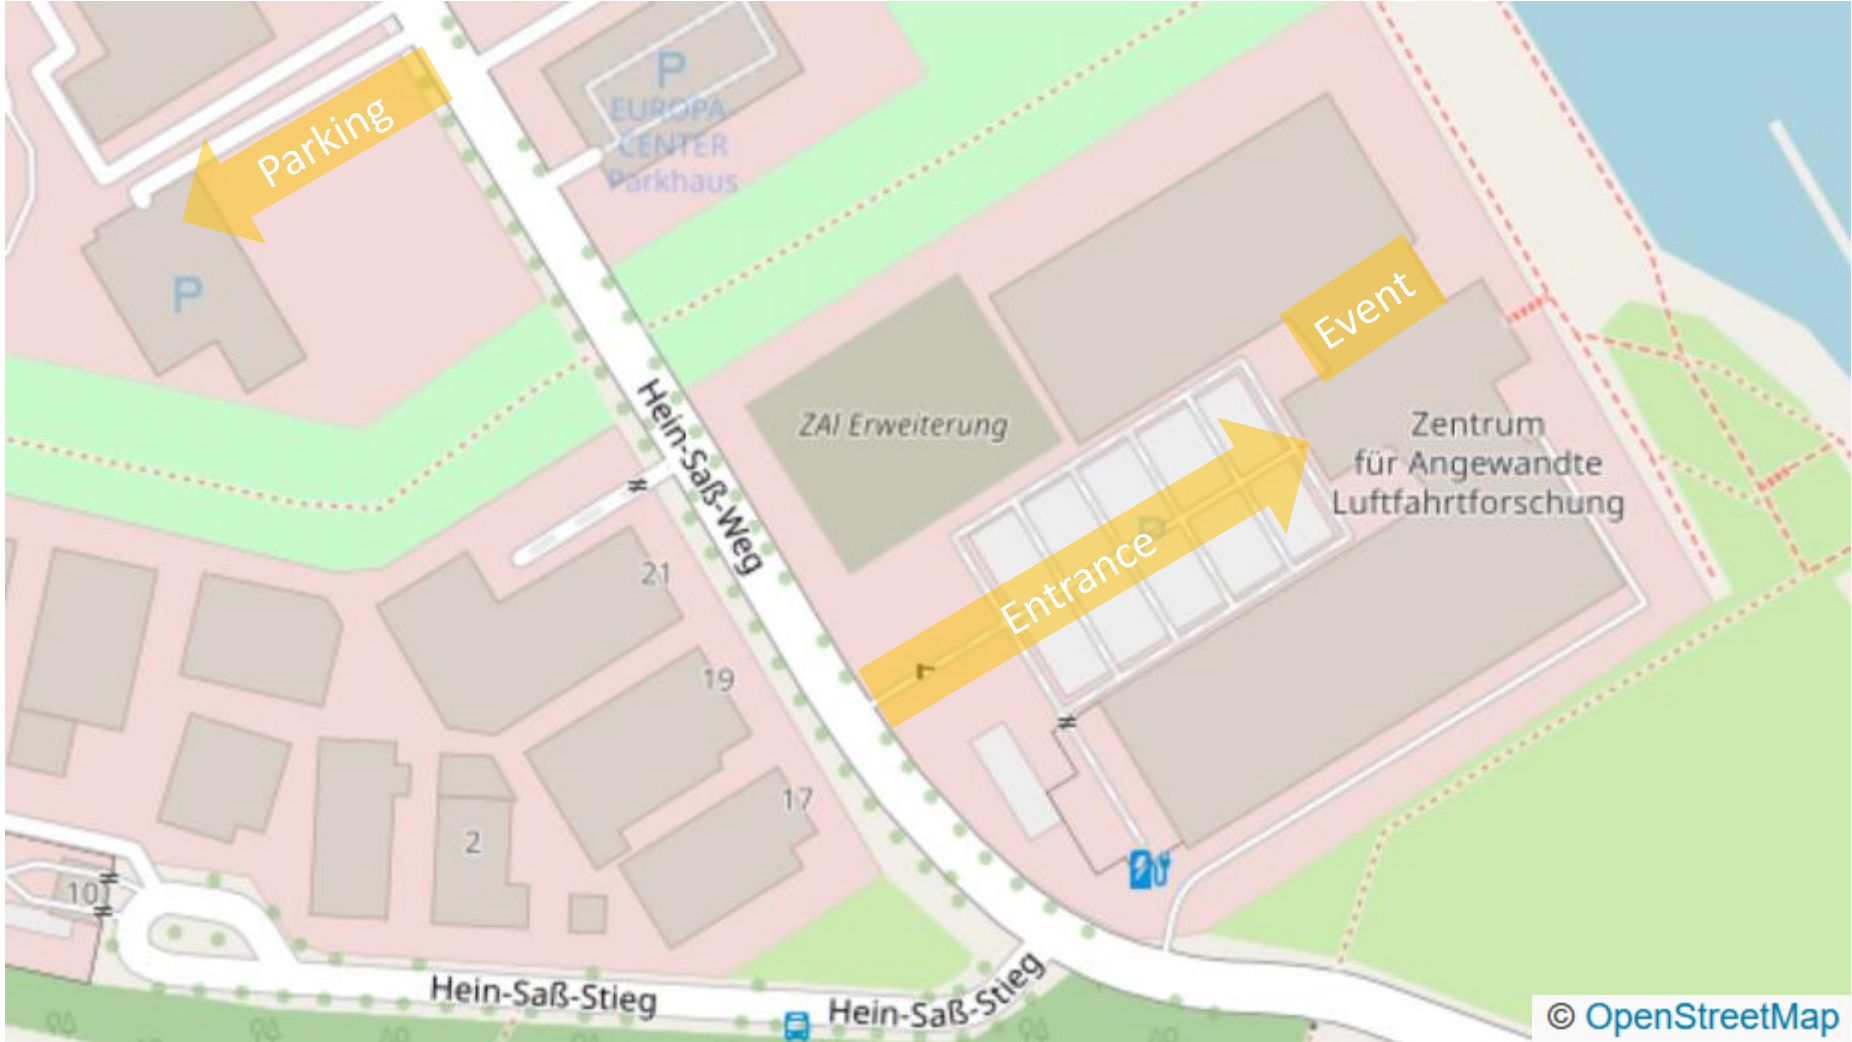 P
EUROPA
CENTER
Parkhaus
Parking
P
Event
Hein-Saß-Weg
ZAI Erweiterung
Zentrum
für Angewandte
Luftfahrtforschung
P
Entrance
21
19
17
2
10
Hein-Saß-Stieg
Hein-Saß-Stieg
© OpenStreetMap